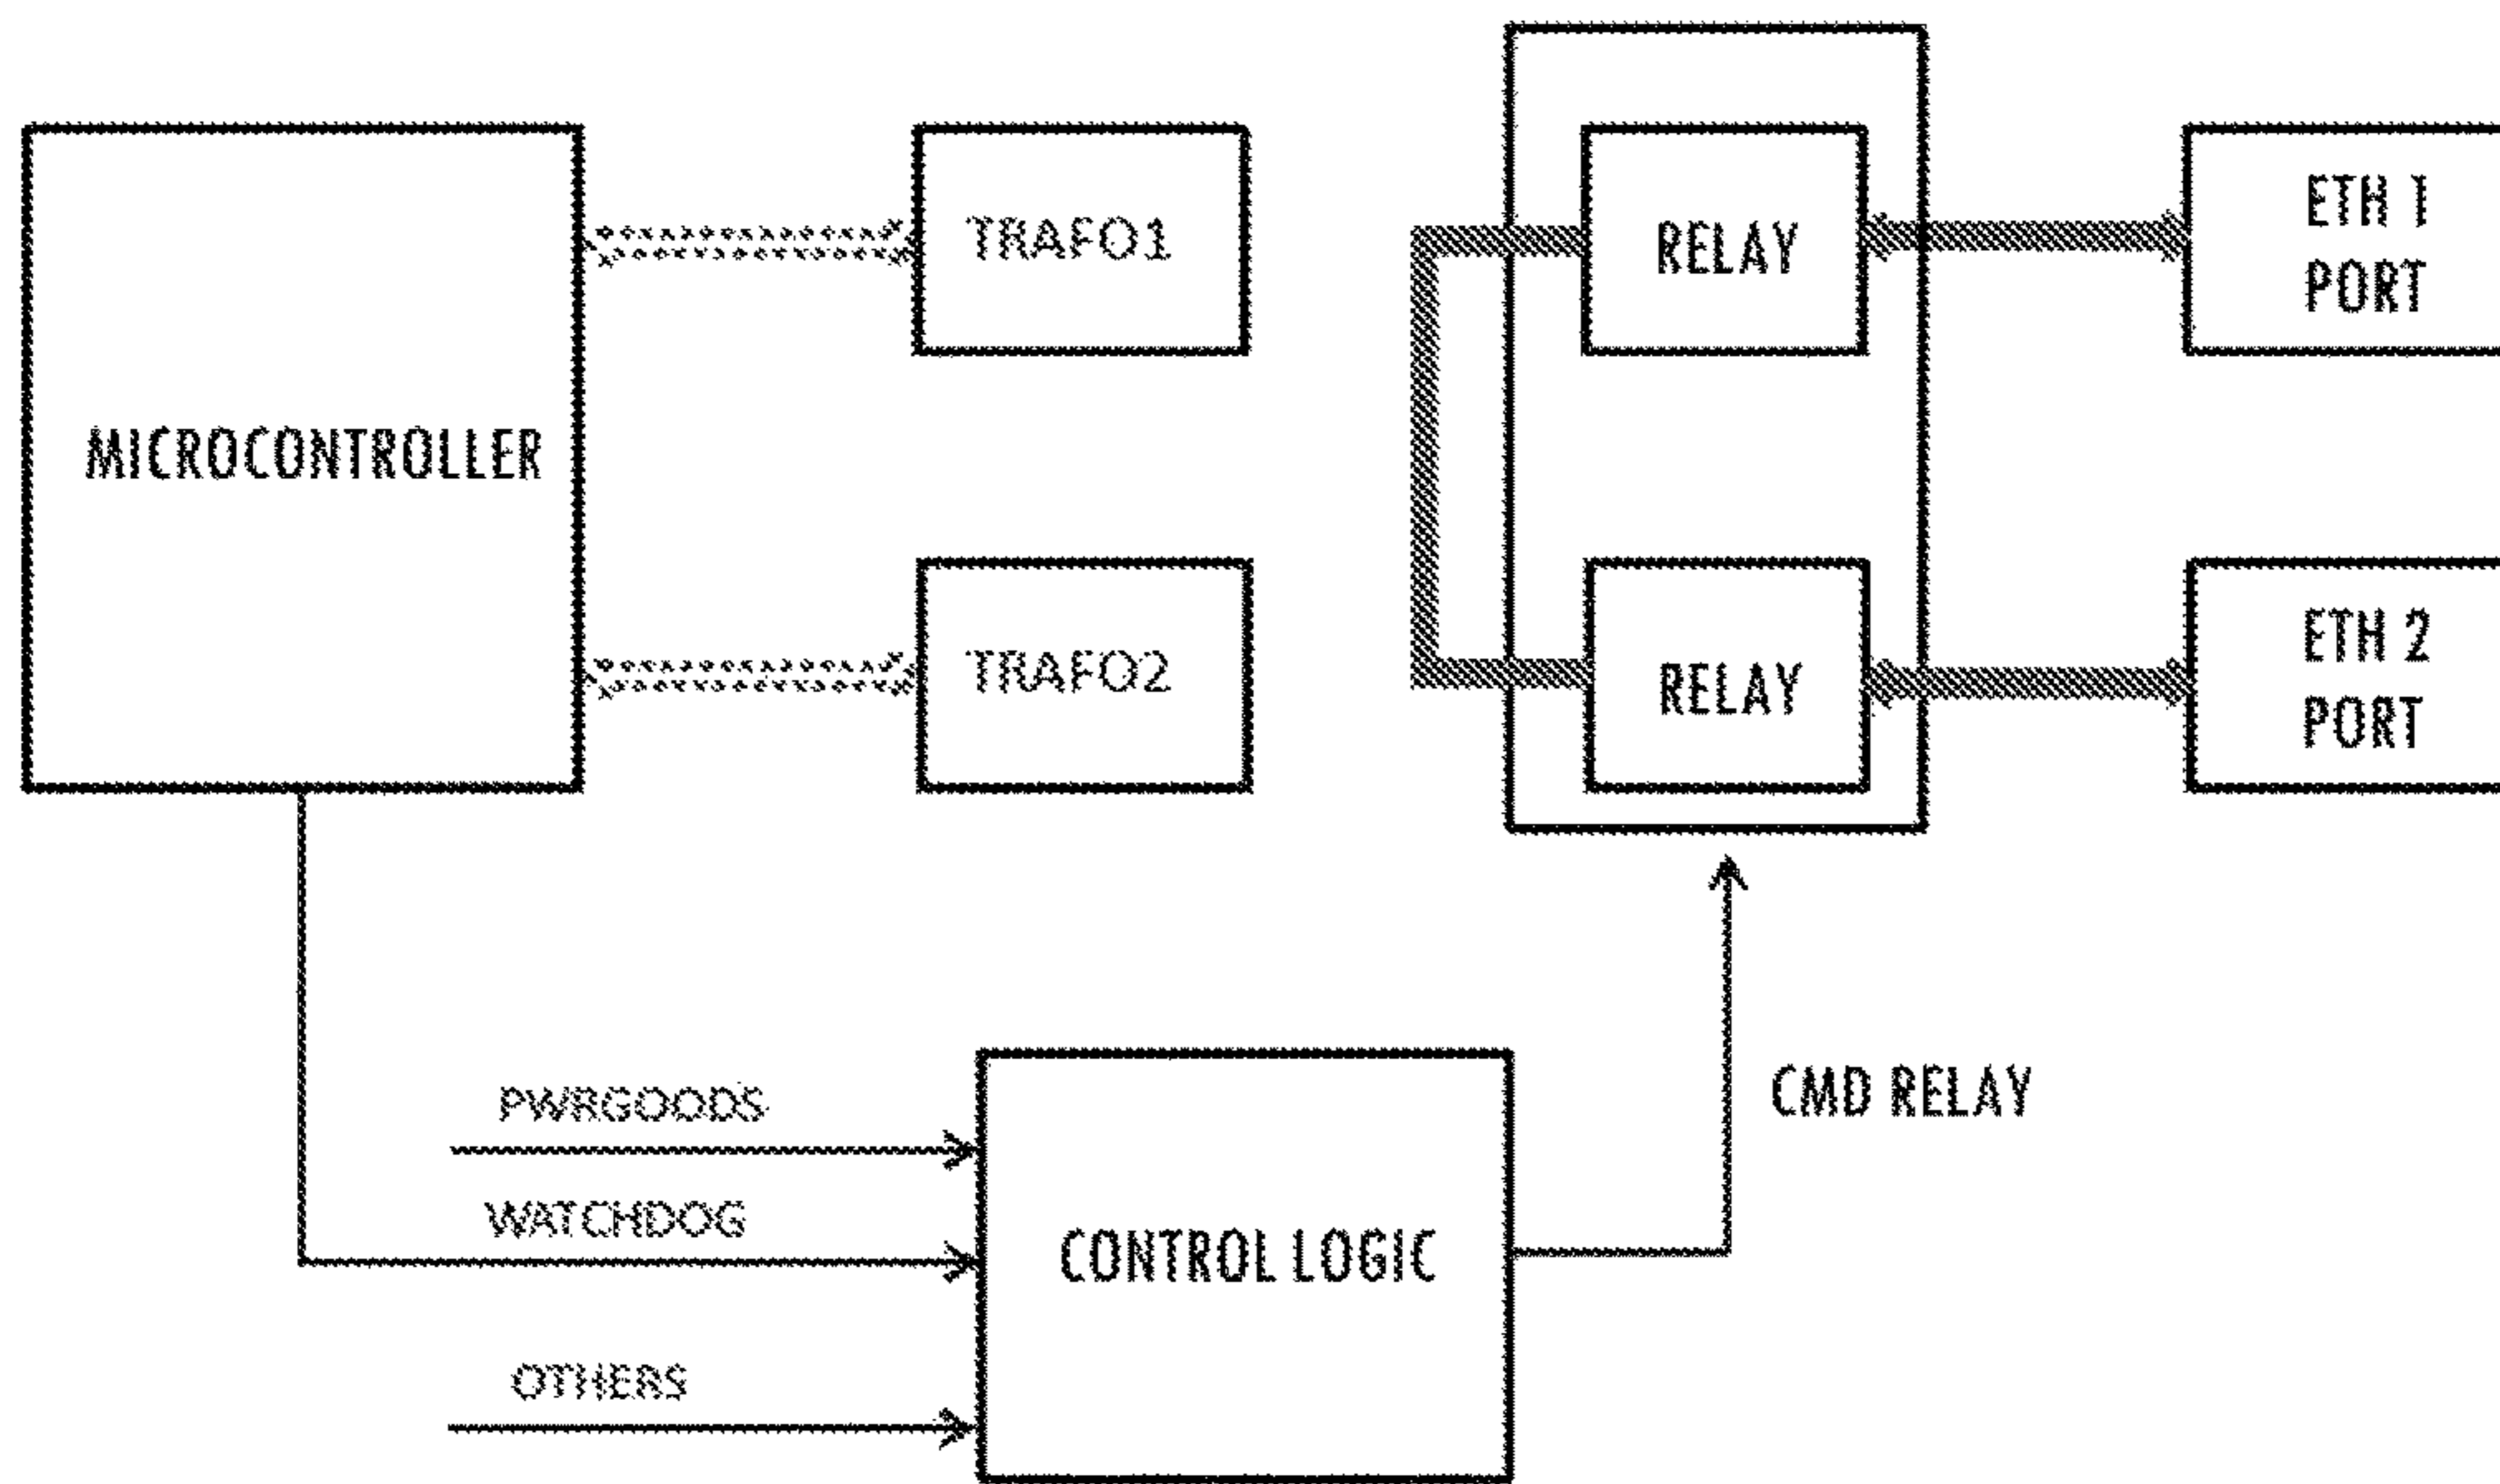 TRAFO1
RELAY
ETH 1
PORT
MICROCONTROLLER
TRAFO2
RELAY
ETH 2
PORT
PWRGOODS
CMD RELAY
WATCHDOG
CONTROL LOGIC
OTHERS